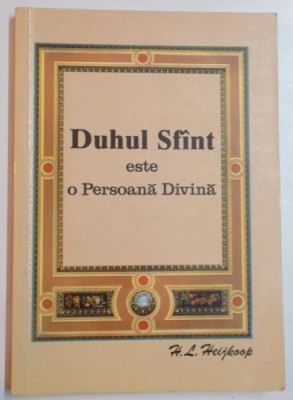 Duhul Sfînt
este
o Persoană Divină
H. L. Heijkoop